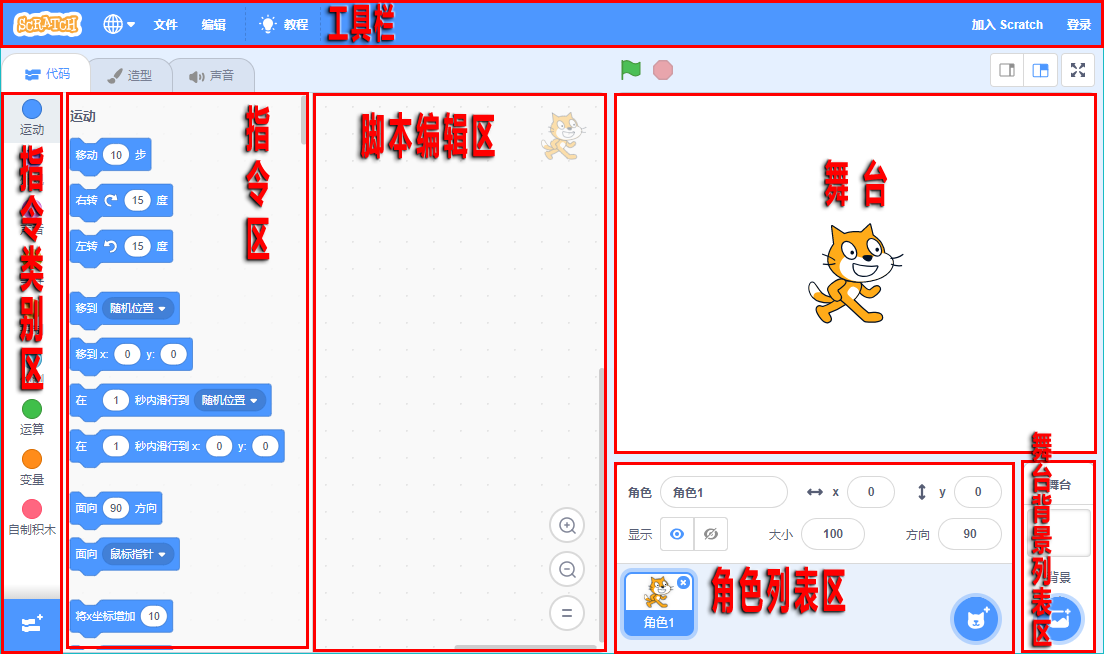 SCRATCH 文件 编辑 教程 工具栏 加入 Scratch 登录
代码 造型 声音
运动
运算
变量
自制积木
指令类别区
运动
移动 10 步
右转 15 度
左转 15 度
移到 随机位置
移到 x: 0 y: 0
在 1 秒内滑行到 随机位置
在 1 秒内滑行到 x: 0 y: 0
面向 90 方向
面向 鼠标指针
将x坐标增加 10
指令区
脚本编辑区
舞台
角色 角色1 x 0 y 0
显示 大小 100 方向 90
角色1
角色列表区
舞台
背景
舞台背景列表区